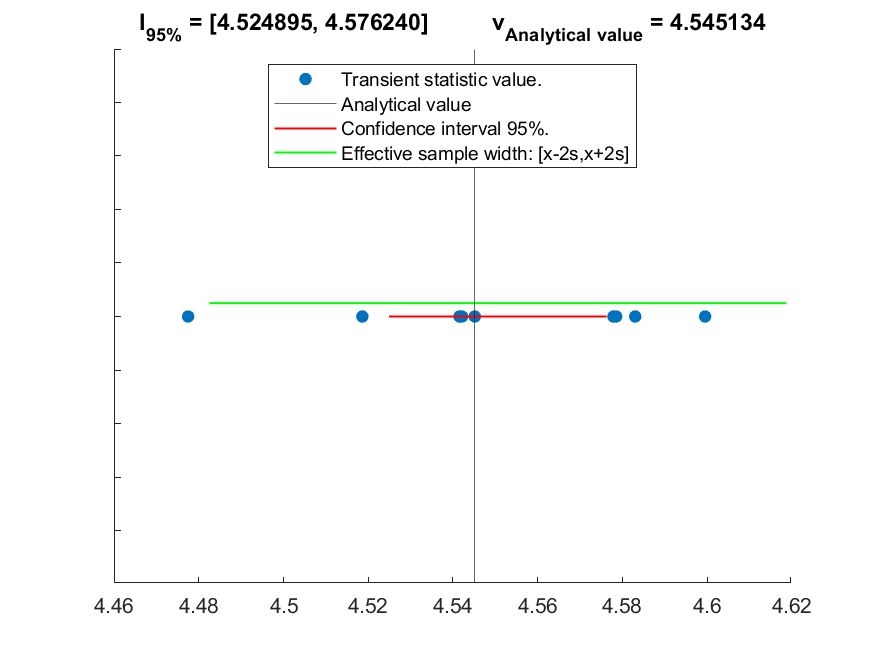 I95% = [4.524895, 4.576240] vAnalytical value = 4.545134
Transient statistic value.
Analytical value
Confidence interval 95%.
Effective sample width: [x-2s,x+2s]
4.46 4.48 4.5 4.52 4.54 4.56 4.58 4.6 4.62